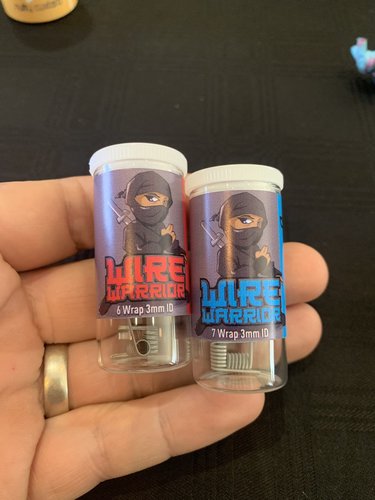 WIRE
WARRIOR
6 Wrap 3mm ID
WIRE
WARRIOR
7 Wrap 3mm ID